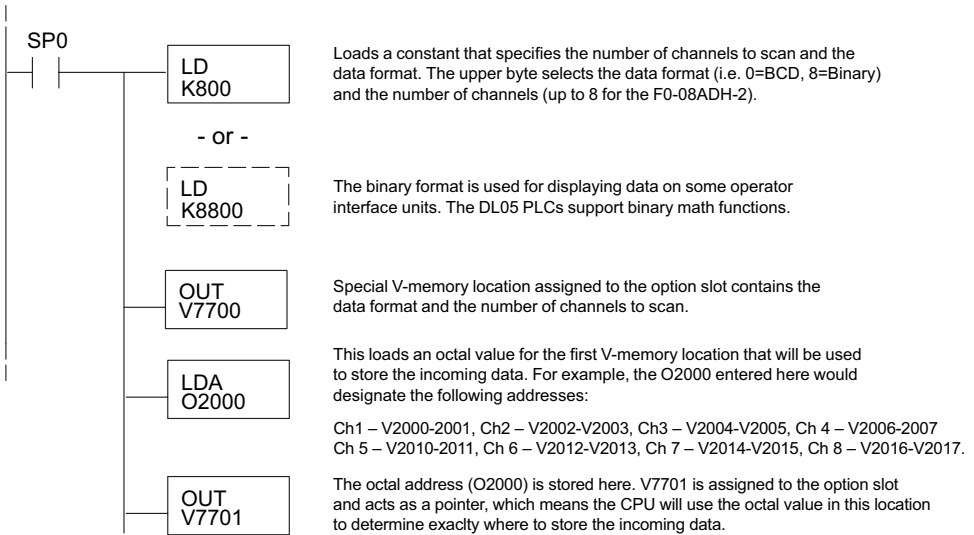 SP0
LD
K800
Loads a constant that specifies the number of channels to scan and the
data format. The upper byte selects the data format (i.e. 0=BCD, 8=Binary)
and the number of channels (up to 8 for the F0-08ADH-2).
- or -
LD
K8800
The binary format is used for displaying data on some operator
interface units. The DL05 PLCs support binary math functions.
OUT
V7700
Special V-memory location assigned to the option slot contains the
data format and the number of channels to scan.
LDA
O2000
This loads an octal value for the first V-memory location that will be used
to store the incoming data. For example, the O2000 entered here would
designate the following addresses:
Ch1 – V2000-2001, Ch2 – V2002-V2003, Ch3 – V2004-V2005, Ch 4 – V2006-2007
Ch 5 – V2010-2011, Ch 6 – V2012-V2013, Ch 7 – V2014-V2015, Ch 8 – V2016-V2017.
OUT
V7701
The octal address (O2000) is stored here. V7701 is assigned to the option slot
and acts as a pointer, which means the CPU will use the octal value in this location
to determine exaclty where to store the incoming data.